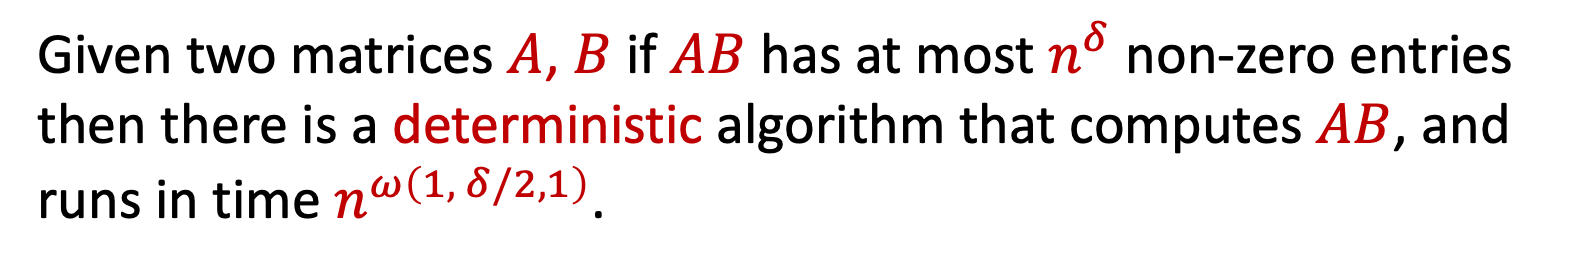 Given two matrices A, B if AB has at most n^δ non-zero entries
then there is a deterministic algorithm that computes AB, and
runs in time n^ω(1, δ/2,1).